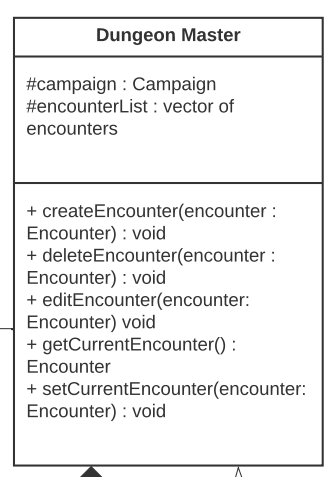 Dungeon Master
#campaign : Campaign
#encounterList : vector of
encounters
+ createEncounter(encounter :
Encounter) : void
+ deleteEncounter(encounter :
Encounter) : void
+ editEncounter(encounter:
Encounter) void
+ getCurrentEncounter() :
Encounter
+ setCurrentEncounter(encounter:
Encounter) : void